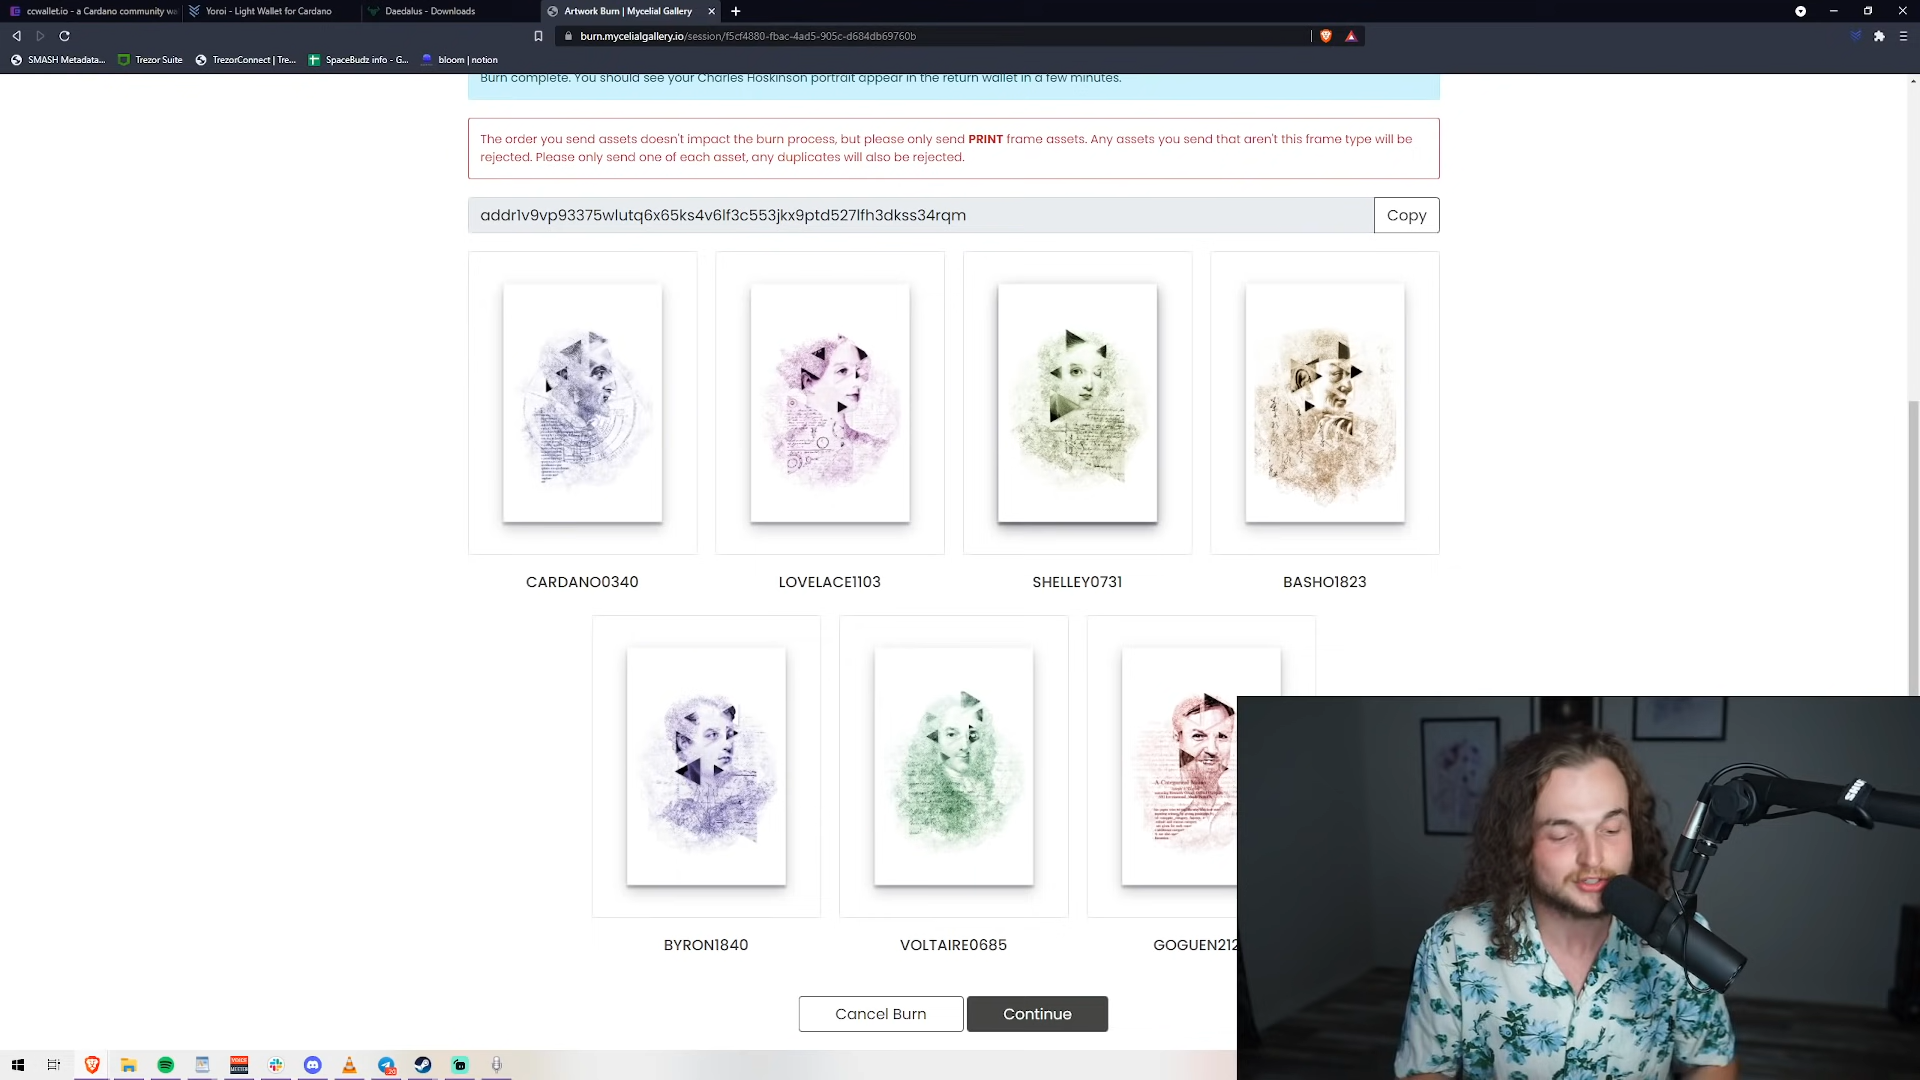 ccwallet.io - a Cardano community wa
Yoroi - Light Wallet for Cardano
Daedalus - Downloads
Artwork Burn | Mycelial Gallery
burn.mycelialgallery.io/session/f5cf4880-fbac-4ad5-905c-d684db69760b
SMASH Metadata...
Trezor Suite
TrezorConnect | Tre...
SpaceBudz info - G...
bloom | notion
Burn complete. You should see your Charles Hoskinson portrait appear in the return wallet in a few minutes.
The order you send assets doesn't impact the burn process, but please only send PRINT frame assets. Any assets you send that aren't this frame type will be
rejected. Please only send one of each asset, any duplicates will also be rejected.
addr1v9vp93375wlutq6x65ks4v6lf3c553jkx9ptd527lfh3dkss34rqm
Copy
CARDANO0340
LOVELACE1103
SHELLEY0731
BASHO1823
BYRON1840
VOLTAIRE0685
GOGUEN212
Cancel Burn
Continue